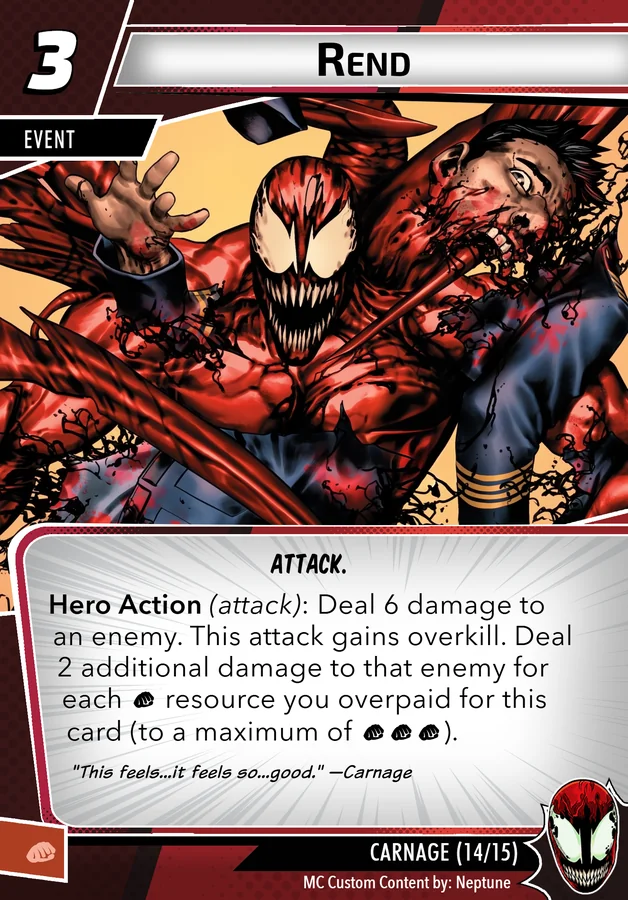 3
REND
EVENT
ATTACK.
Hero Action (attack): Deal 6 damage to
an enemy. This attack gains overkill. Deal
2 additional damage to that enemy for
each resource you overpaid for this
card (to a maximum of ).
"This feels...it feels so...good." —Carnage
CARNAGE (14/15)
MC Custom Content by: Neptune